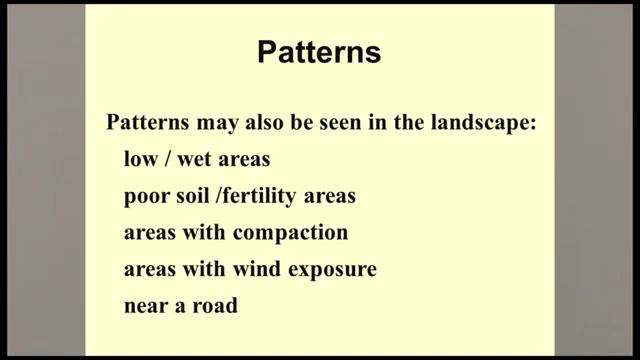 Patterns
Patterns may also be seen in the landscape:
low / wet areas
poor soil /fertility areas
areas with compaction
areas with wind exposure
near a road